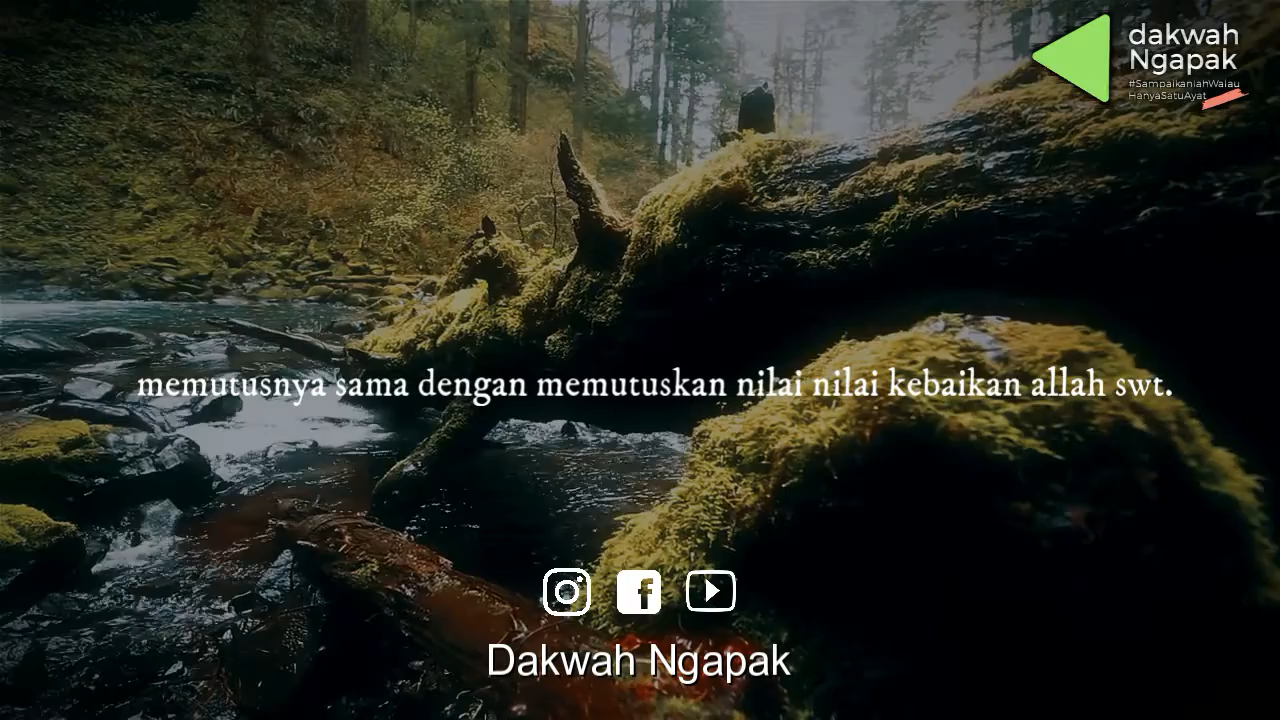 dakwah
Ngapak
#SampaikanlahWalau
HanyaSatuAyat
memutusnya sama dengan memutuskan nilai nilai kebaikan allah swt.
Dakwah Ngapak